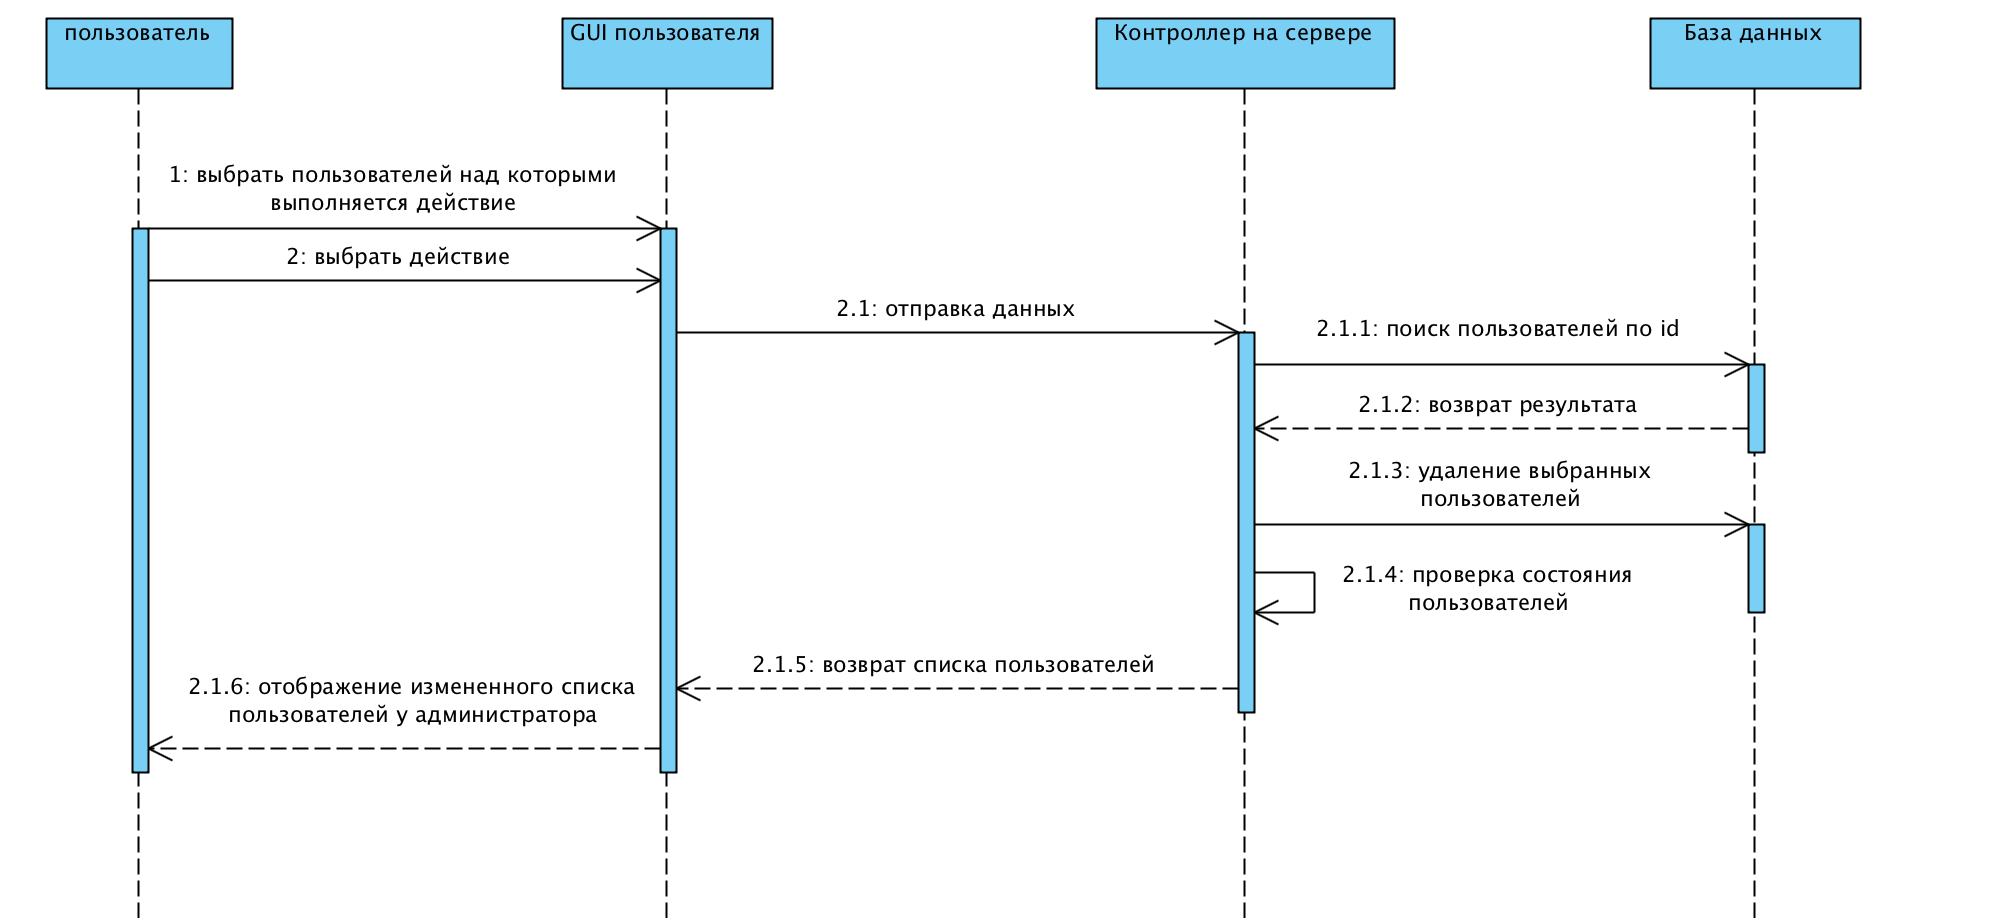 пользователь
GUI пользователя
Контроллер на сервере
База данных
1: выбрать пользователей над которыми
выполняется действие
2: выбрать действие
2.1: отправка данных
2.1.1: поиск пользователей по id
2.1.2: возврат результата
2.1.3: удаление выбранных
пользователей
2.1.4: проверка состояния
пользователей
2.1.5: возврат списка пользователей
2.1.6: отображение измененного списка
пользователей у администратора